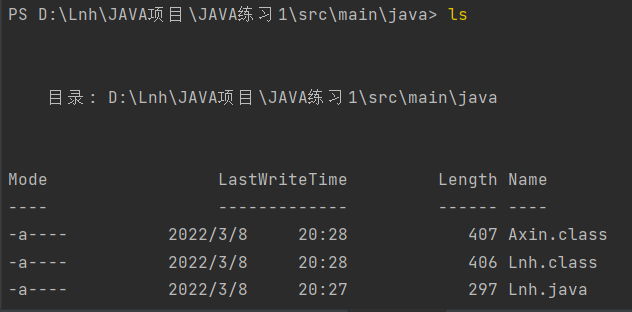 PS D:\Lnh\JAVA项目\JAVA练习1\src\main\java> ls
目录: D:\Lnh\JAVA项目\JAVA练习1\src\main\java
Mode                 LastWriteTime         Length Name
----                 -------------         ------ ----
-a----          2022/3/8     20:28            407 Axin.class
-a----          2022/3/8     20:28            406 Lnh.class
-a----          2022/3/8     20:27            297 Lnh.java